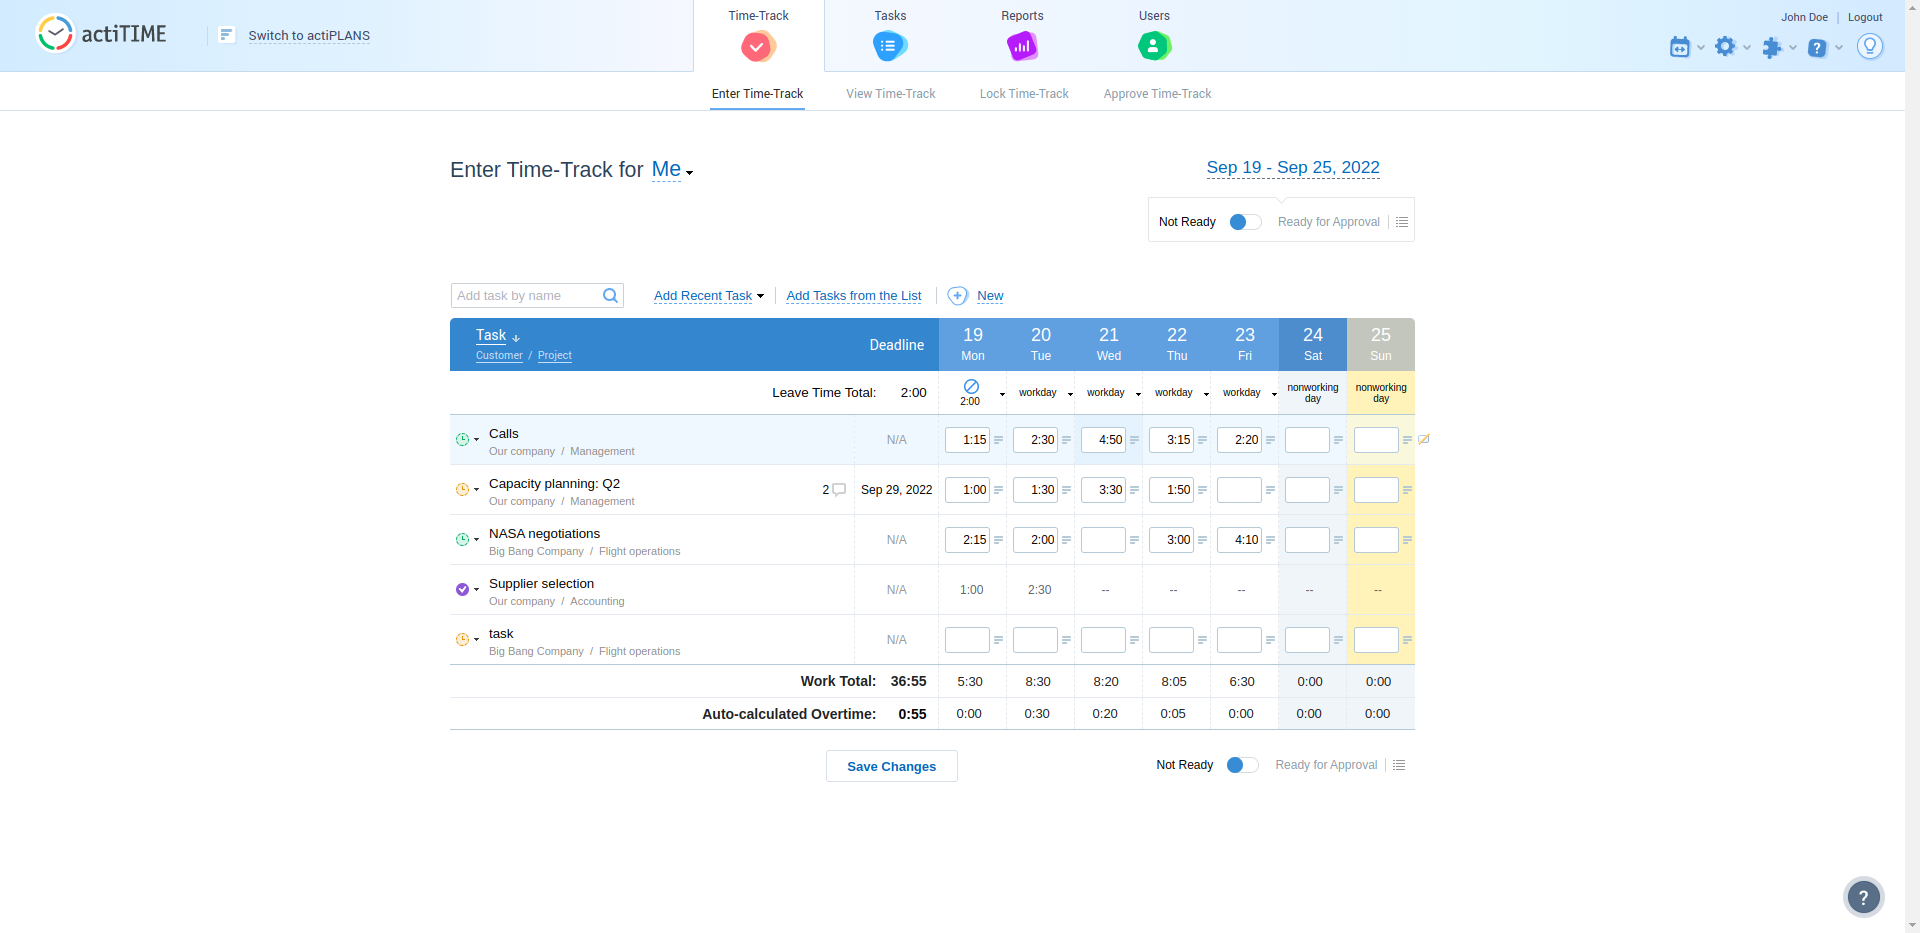 actiTIME
Switch to actiPLANS
Time-Track
Tasks
Reports
Users
John Doe
Logout
Enter Time-Track
View Time-Track
Lock Time-Track
Approve Time-Track
Enter Time-Track for Me
Sep 19 - Sep 25, 2022
Not Ready
Ready for Approval
Add task by name
Add Recent Task
Add Tasks from the List
New
Task
Customer / Project
Deadline
19 Mon
20 Tue
21 Wed
22 Thu
23 Fri
24 Sat
25 Sun
Leave Time Total: 2:00
2:00
workday
workday
workday
workday
nonworking day
nonworking day
Calls
Our company / Management
N/A 1:15 2:30 4:50 3:15 2:20
Capacity planning: Q2
Our company / Management
2 Sep 29, 2022 1:00 1:30 3:30 1:50
NASA negotiations
Big Bang Company / Flight operations
N/A 2:15 2:00 3:00 4:10
Supplier selection
Our company / Accounting
N/A 1:00 2:30 -- -- -- -- --
task
Big Bang Company / Flight operations
N/A
Work Total: 36:55 5:30 8:30 8:20 8:05 6:30 0:00 0:00
Auto-calculated Overtime: 0:55 0:00 0:30 0:20 0:05 0:00 0:00 0:00
Save Changes
Not Ready
Ready for Approval
?